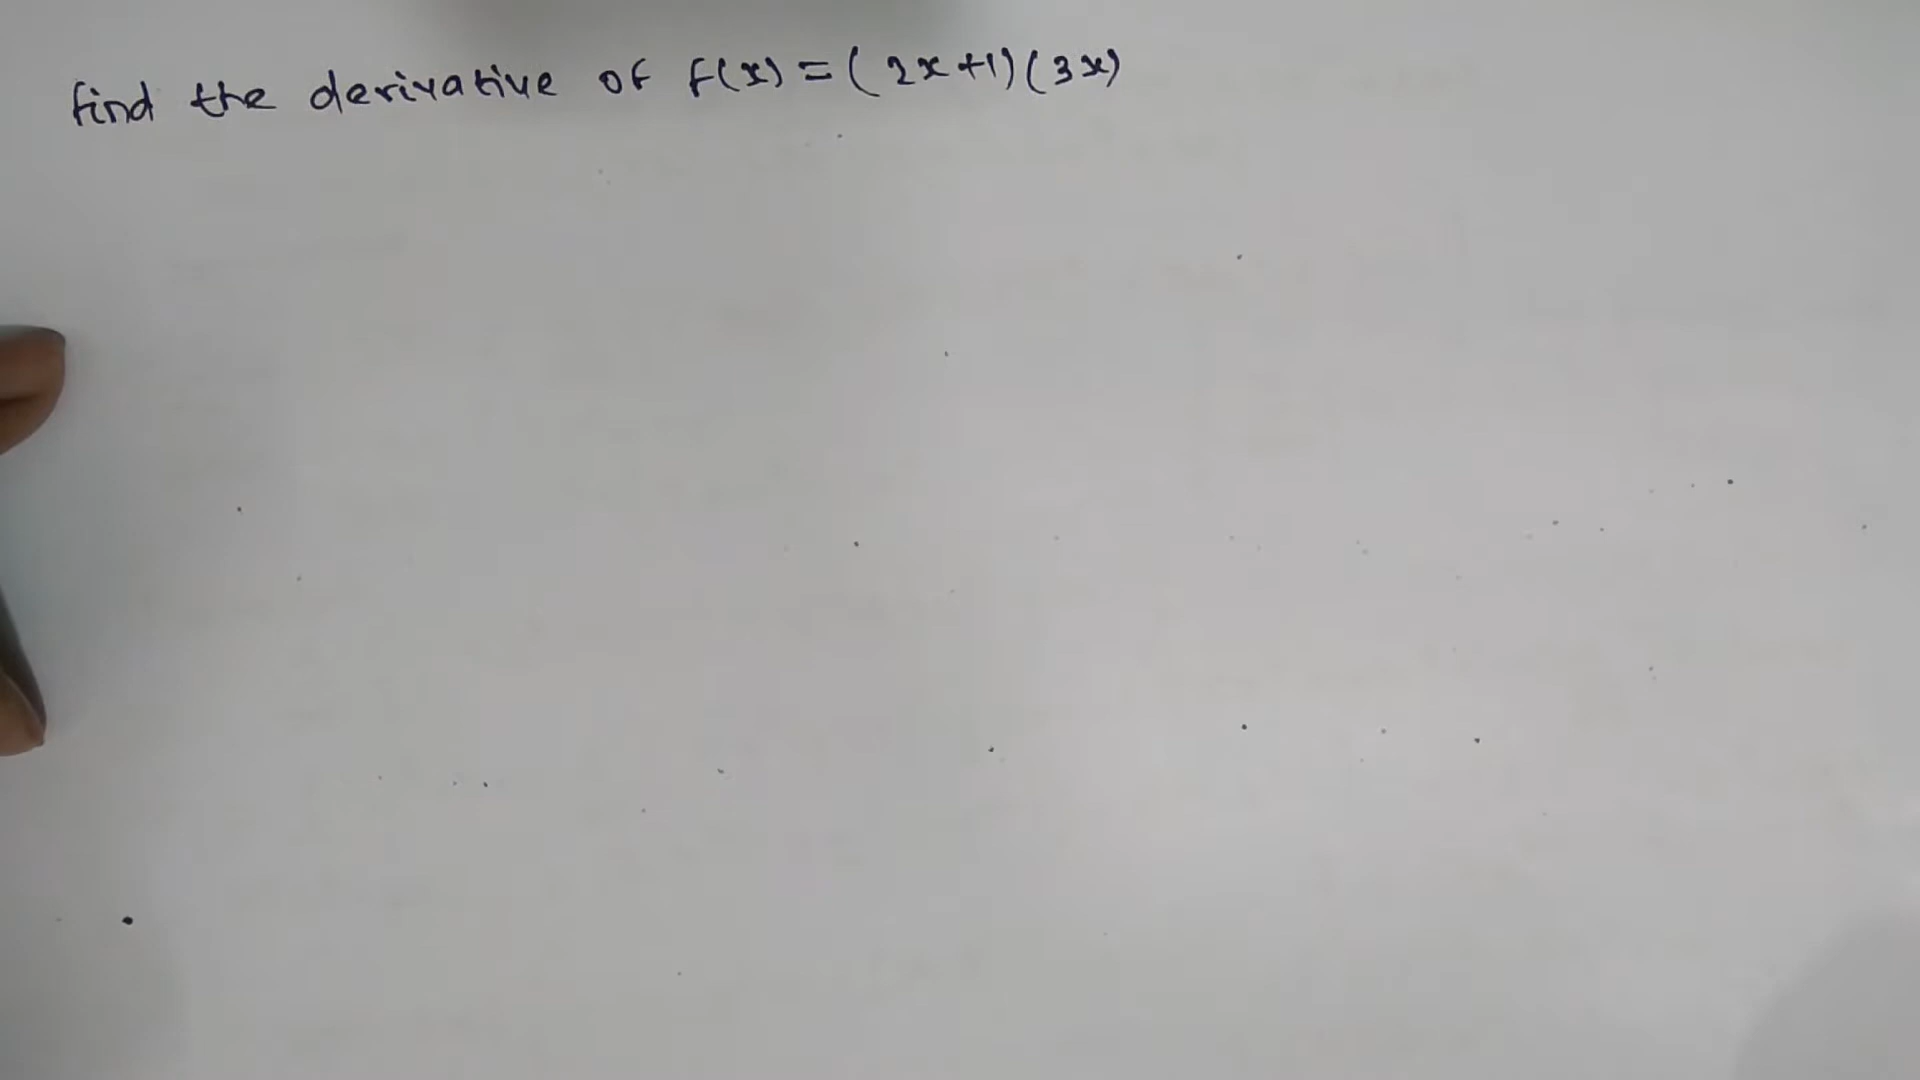 find the derivative of f(x) = (2x+1)(3x)